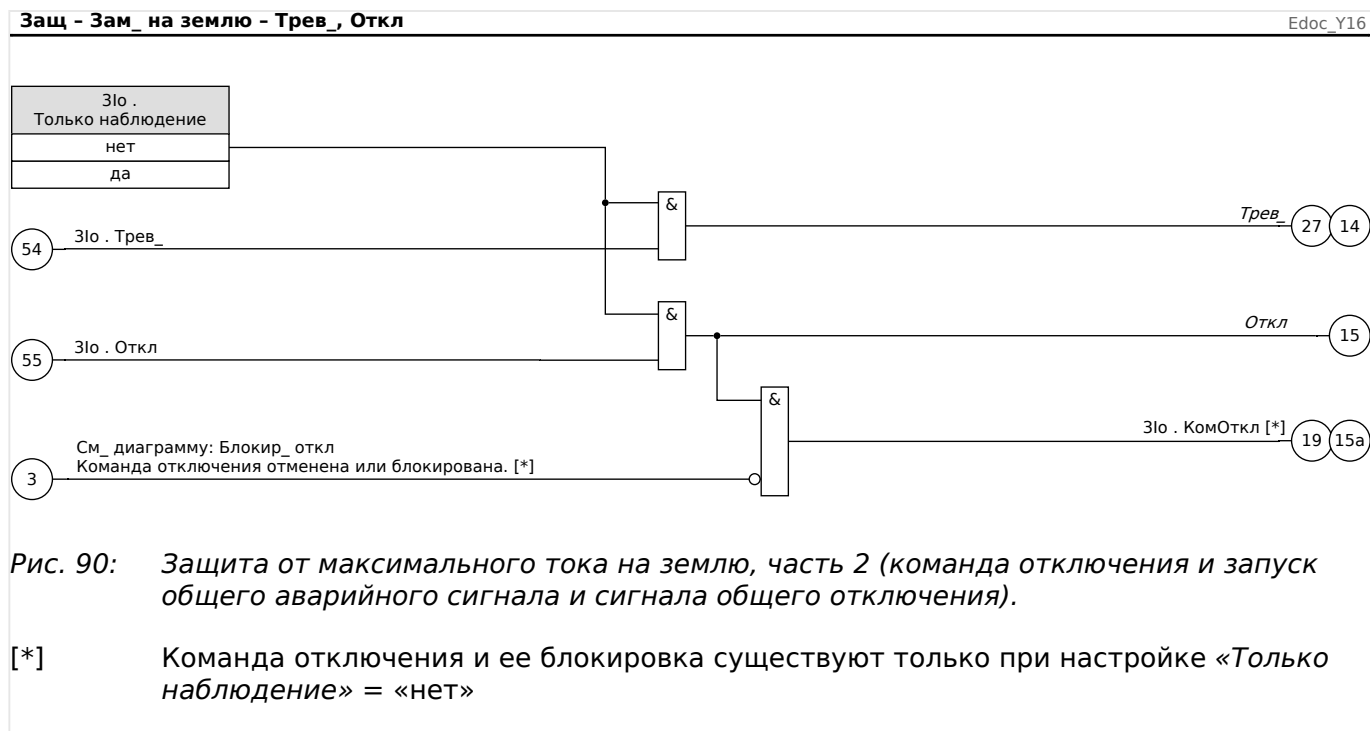 Защ – Зам_ на землю – Трев_, Откл
Edoc_Y16
3Io .
Только наблюдение
нет
да
&
3Io . Трев_
54
Трев_
27
14
&
3Io . Откл
55
Откл
15
&
См_ диаграмму: Блокир_ откл
Команда отключения отменена или блокирована. [*]
3
3Io . КомОткл [*]
19
15a
Рис. 90: Защита от максимального тока на землю, часть 2 (команда отключения и запуск
общего аварийного сигнала и сигнала общего отключения).
[*] Команда отключения и ее блокировка существуют только при настройке «Только
наблюдение» = «нет»